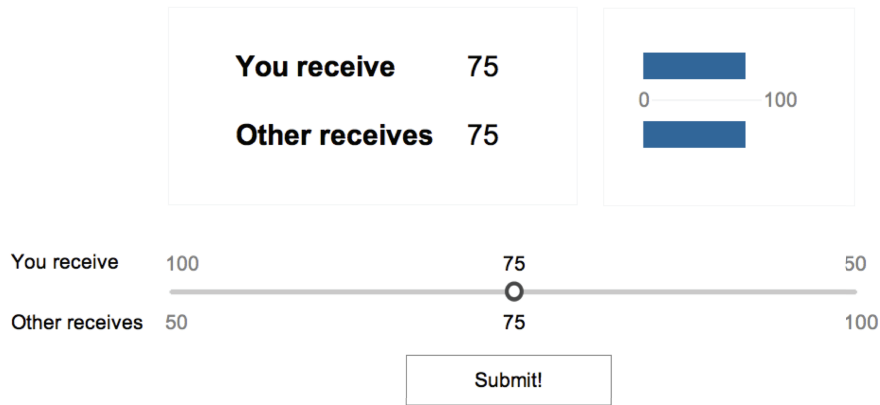 You receive 75
0 100
Other receives 75
You receive 100 75 50
Other receives 50 75 100
Submit!